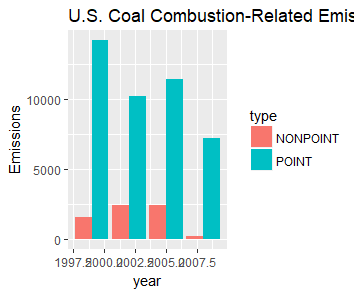 U.S. Coal Combustion-Related Emis
Emissions
10000
5000
0
1997.5 2000.0 2002.5 2005.0 2007.5
year
type
NONPOINT
POINT